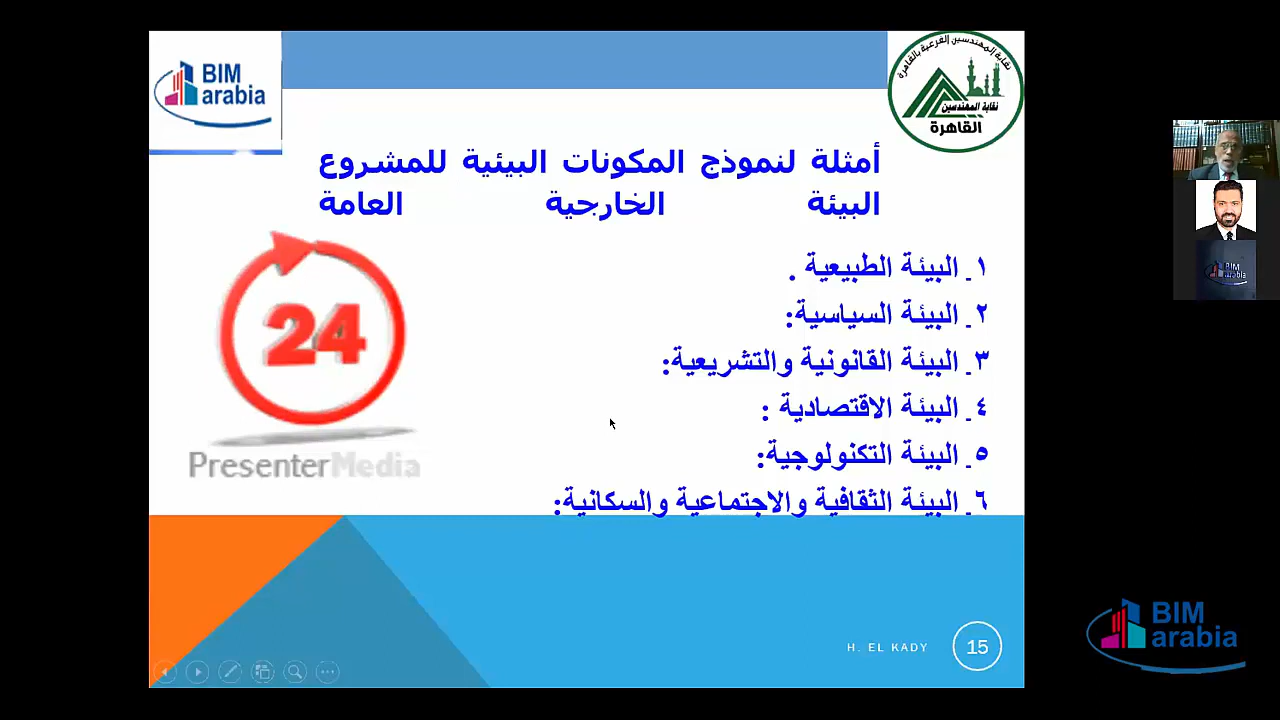 BIM
arabia
نقابة المهندسين الفرعية بالقاهرة
نقابة المهندسين
القاهرة
أمثلة لنموذج المكونات البيئية للمشروع
البيئة الخارجية العامة
١ـ البيئة الطبيعية .
٢ـ البيئة السياسية:
٣ـ البيئة القانونية والتشريعية:
٤ـ البيئة الاقتصادية :
٥ـ البيئة التكنولوجية:
٦ـ البيئة الثقافية والاجتماعية والسكانية:
24
PresenterMedia
H. EL KADY
15
BIM
arabia
BIM
arabia